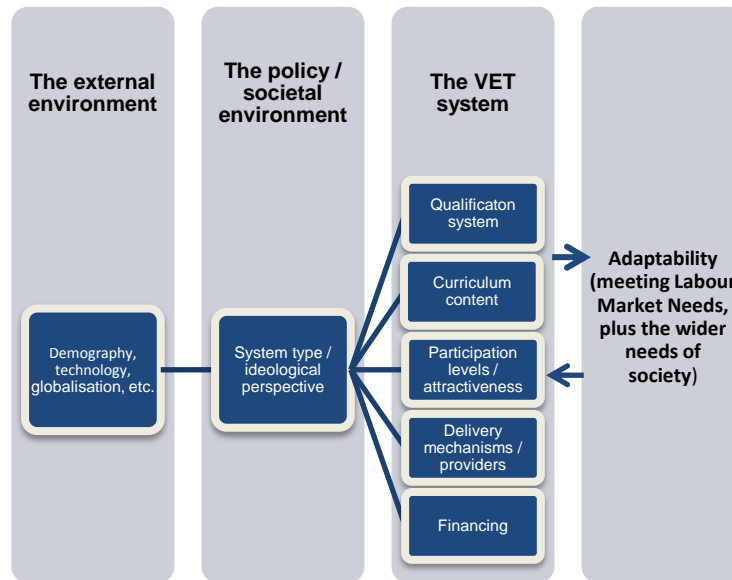 The external
environment
Demography,
technology,
globalisation, etc.
The policy /
societal
environment
System type /
ideological
perspective
The VET
system
Qualificaton
system
Curriculum
content
Participation
levels /
attractiveness
Delivery
mechanisms /
providers
Financing
Adaptability
(meeting Labour
Market Needs,
plus the wider
needs of
society)